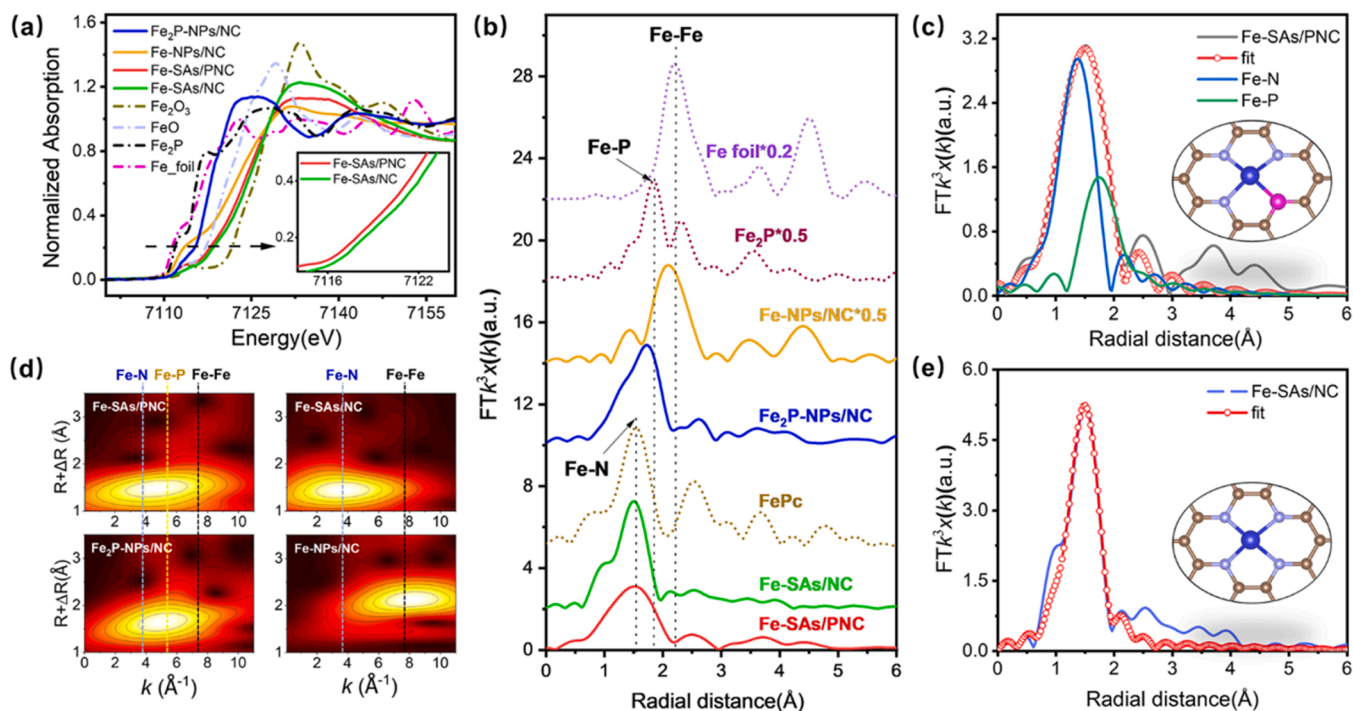 (a)
Fe₂P-NPs/NC
Fe-NPs/NC
Fe-SAs/PNC
Fe-SAs/NC
Fe₂O₃
FeO
Fe₂P
Fe_foil
Normalized Absorption
1.6
1.2
0.8
0.4
0.0
7110
7125
7140
7155
Energy(eV)
Fe-SAs/PNC
Fe-SAs/NC
0.4
0.2
7116
7122
(b)
Fe-Fe
Fe-P
Fe-N
Fe foil*0.2
Fe₂P*0.5
Fe-NPs/NC*0.5
Fe₂P-NPs/NC
FePc
Fe-SAs/NC
Fe-SAs/PNC
FTk³x(k)(a.u.)
28
24
20
16
12
8
4
0
0 1 2 3 4 5 6
Radial distance(Å)
(c)
Fe-SAs/PNC
fit
Fe-N
Fe-P
FTk³x(k)(a.u.)
3.2
2.4
1.6
0.8
0.0
0 1 2 3 4 5 6
Radial distance(Å)
(d)
Fe-N Fe-P Fe-Fe
Fe-N Fe-Fe
Fe-SAs/PNC
Fe-SAs/NC
R+ΔR (Å)
3
2
1
2 4 6 8 10
2 4 6 8 10
Fe₂P-NPs/NC
Fe-NPs/NC
R+ΔR(Å)
3
2
1
0 2 4 6 8 10
2 4 6 8 10
k (Å⁻¹)
k (Å⁻¹)
(e)
Fe-SAs/NC
fit
FTk³x(k)(a.u.)
6.0
4.5
3.0
1.5
0.0
0 1 2 3 4 5 6
Radial distance(Å)